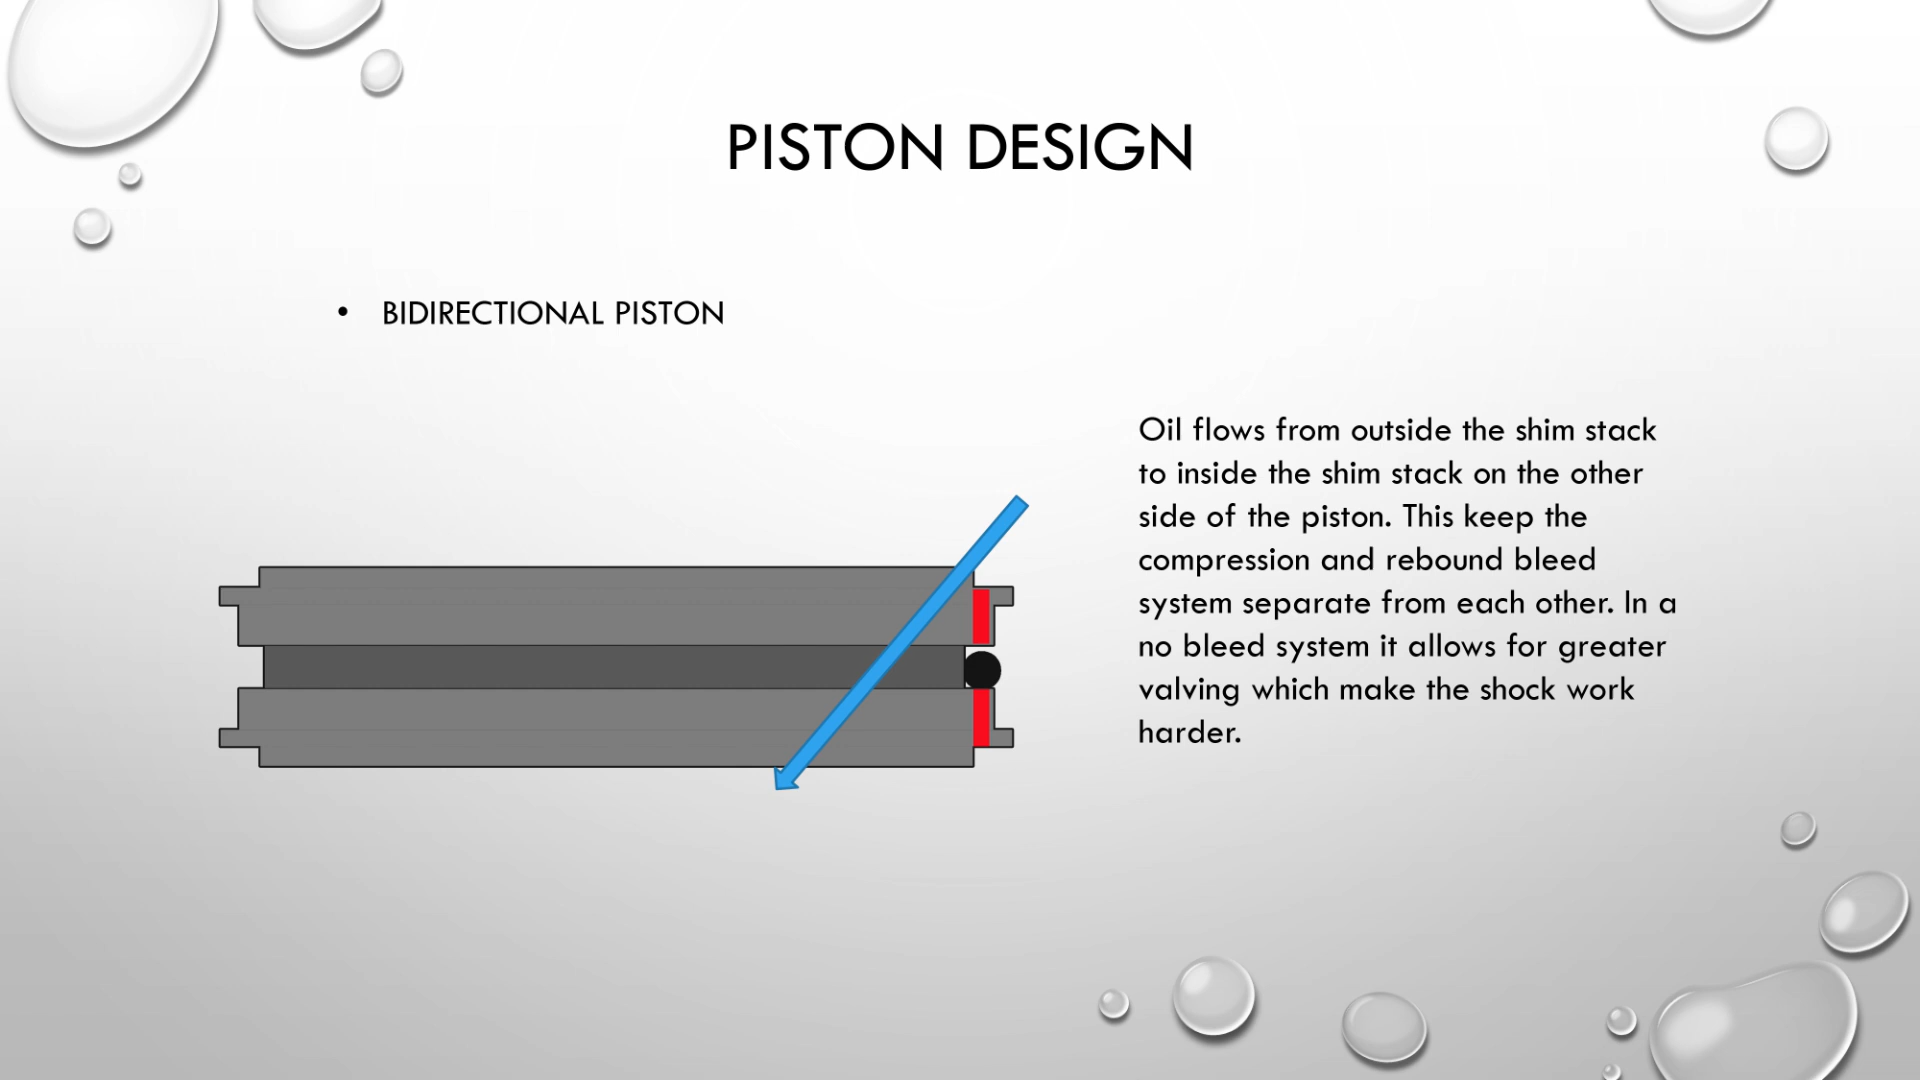 PISTON DESIGN
• BIDIRECTIONAL PISTON
Oil flows from outside the shim stack
to inside the shim stack on the other
side of the piston. This keep the
compression and rebound bleed
system separate from each other. In a
no bleed system it allows for greater
valving which make the shock work
harder.